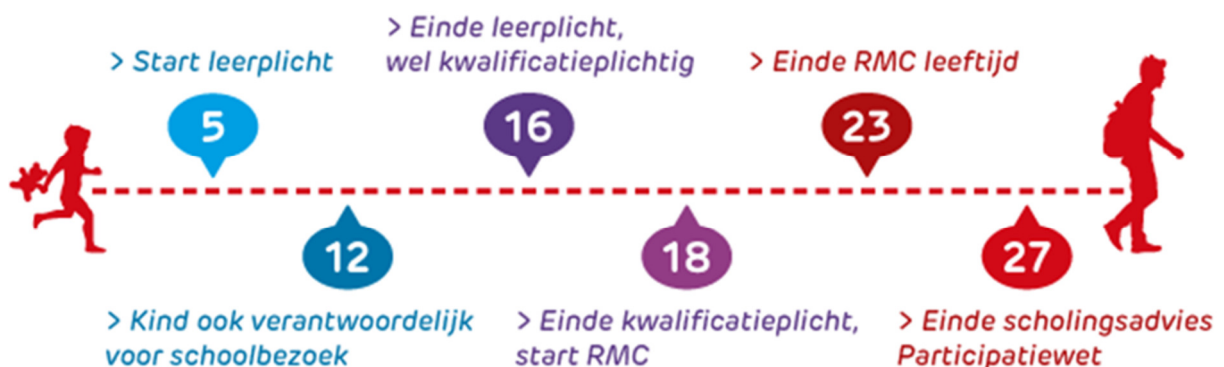 > Start leerplicht
5
> Einde leerplicht,
wel kwalificatieplichtig
16
> Einde RMC leeftijd
23
12
> Kind ook verantwoordelijk
voor schoolbezoek
18
> Einde kwalificatieplicht,
start RMC
27
> Einde scholingsadvies
Participatiewet